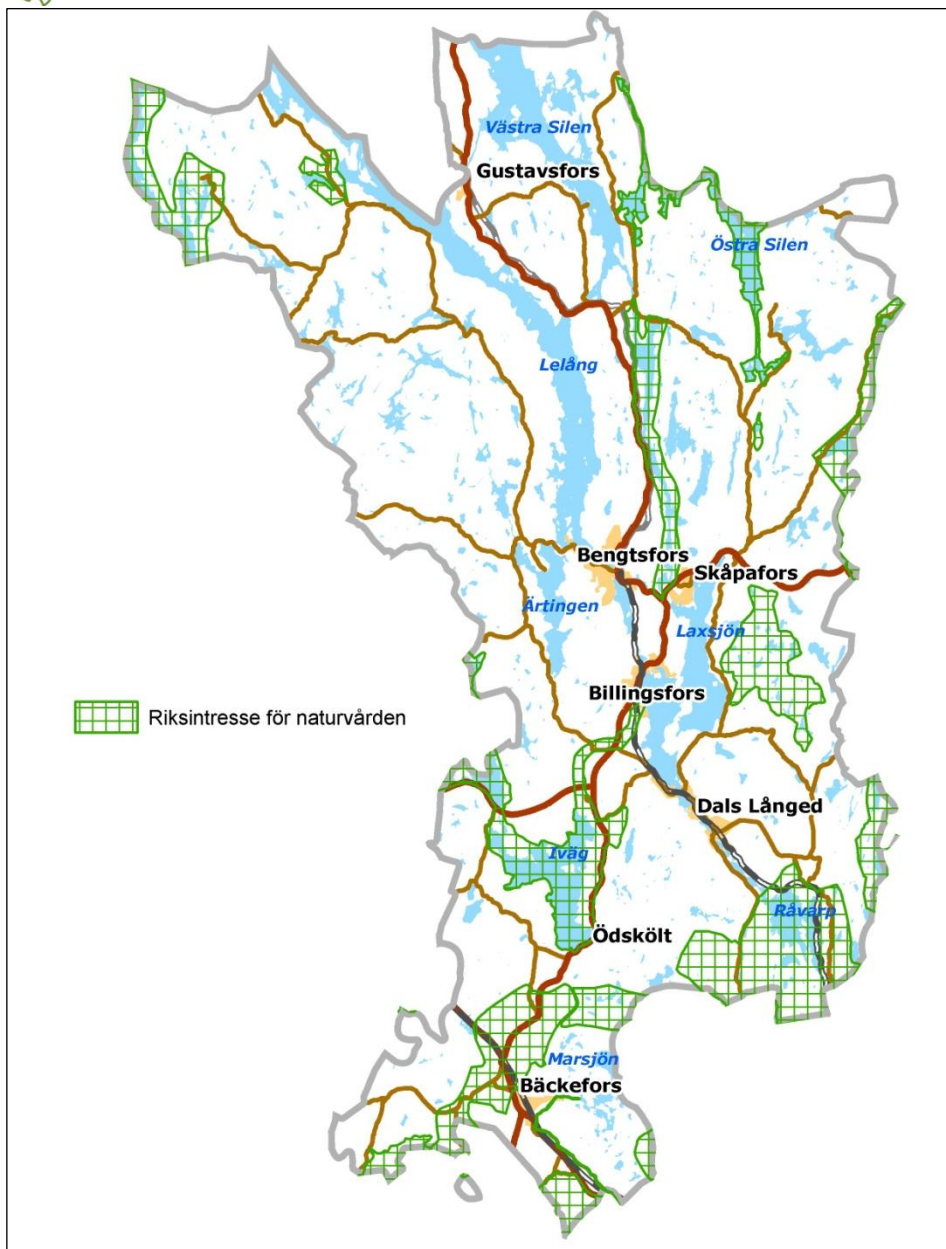 Västra Silen
Gustavsfors
Östra Silen
Lelång
Bengtsfors
Skåpafors
Ärtingen
Laxsjön
Billingsfors
Riksintresse för naturvården
Dals Långed
Iväg
Råvarp
Ödskölt
Marsjön
Bäckefors